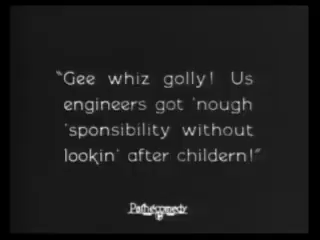 "Gee whiz golly! Us
engineers got 'nough
'sponsibility without
lookin' after childern!"
Pathécomedy